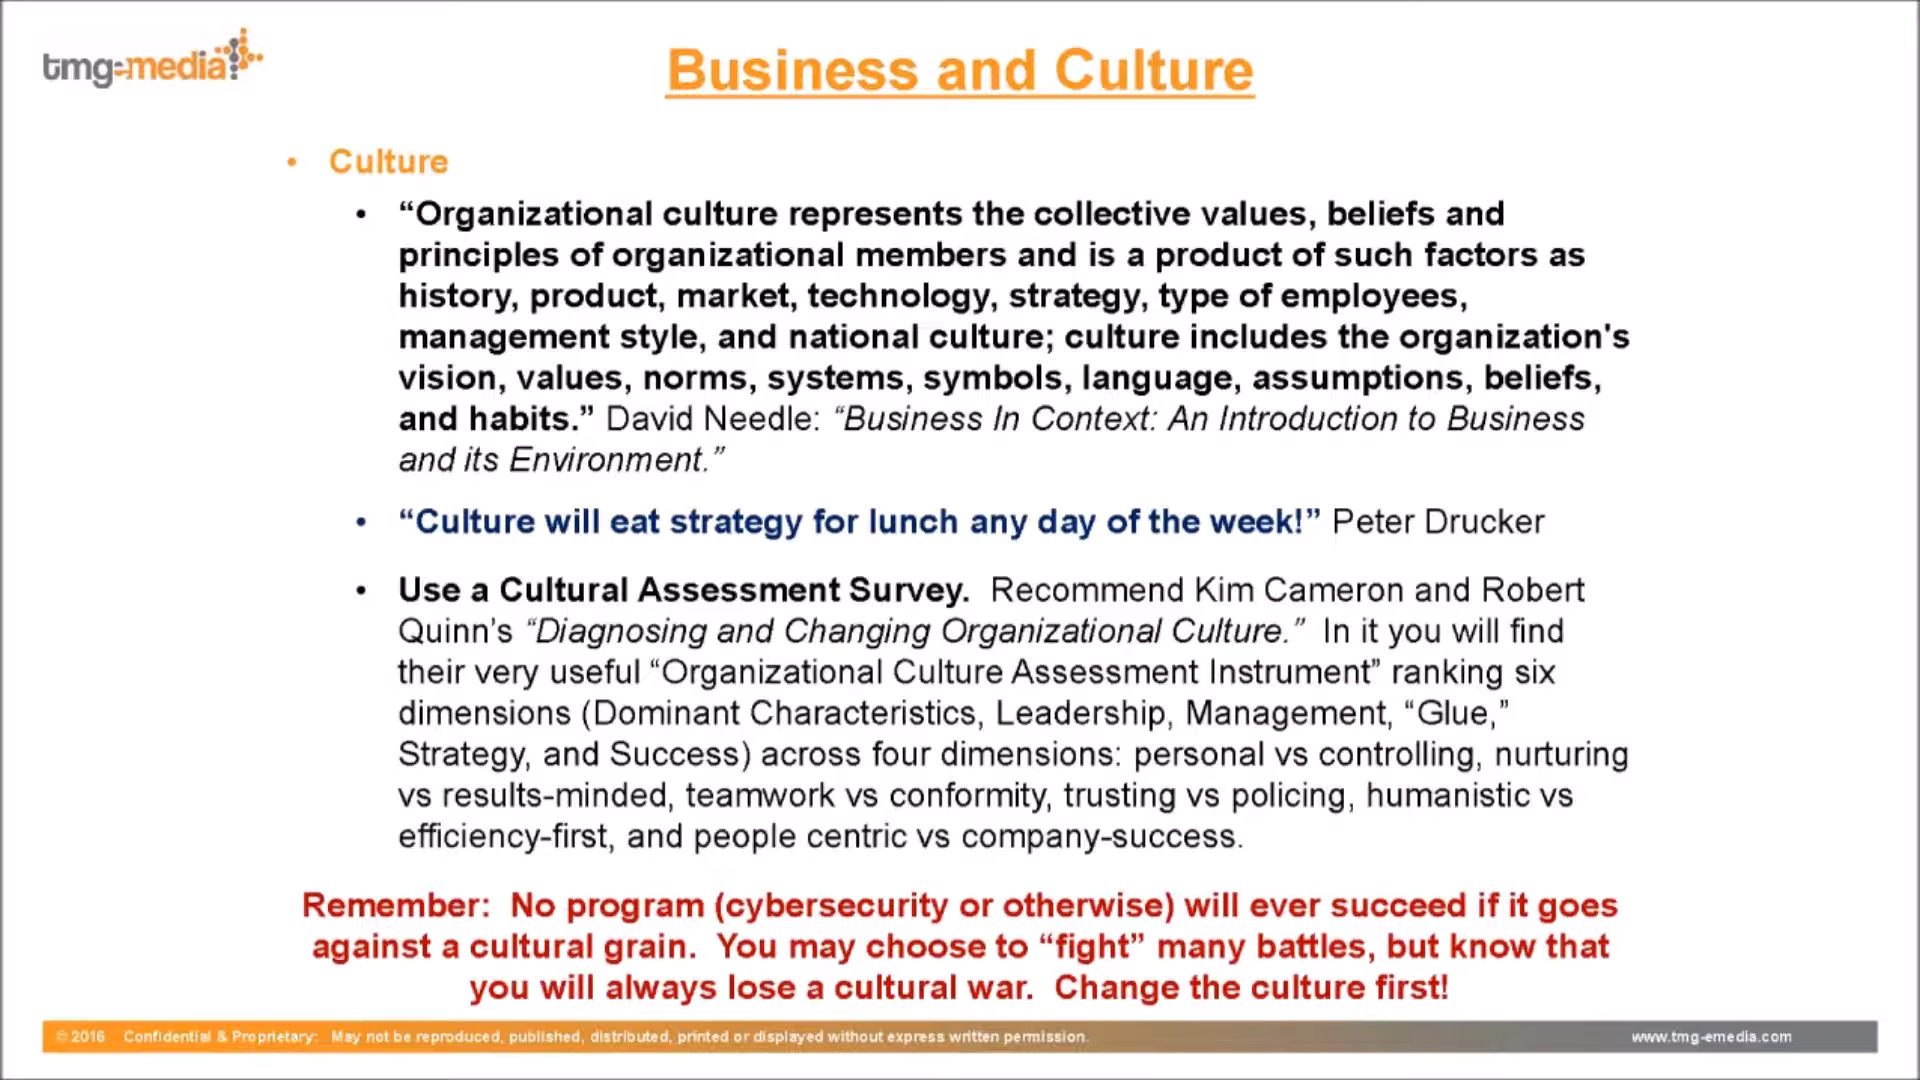 tmg-emedia
Business and Culture
• Culture
• “Organizational culture represents the collective values, beliefs and
principles of organizational members and is a product of such factors as
history, product, market, technology, strategy, type of employees,
management style, and national culture; culture includes the organization's
vision, values, norms, systems, symbols, language, assumptions, beliefs,
and habits.” David Needle: “Business In Context: An Introduction to Business
and its Environment.”
• “Culture will eat strategy for lunch any day of the week!” Peter Drucker
• Use a Cultural Assessment Survey. Recommend Kim Cameron and Robert
Quinn’s “Diagnosing and Changing Organizational Culture.” In it you will find
their very useful “Organizational Culture Assessment Instrument” ranking six
dimensions (Dominant Characteristics, Leadership, Management, “Glue,”
Strategy, and Success) across four dimensions: personal vs controlling, nurturing
vs results-minded, teamwork vs conformity, trusting vs policing, humanistic vs
efficiency-first, and people centric vs company-success.
Remember: No program (cybersecurity or otherwise) will ever succeed if it goes
against a cultural grain. You may choose to “fight” many battles, but know that
you will always lose a cultural war. Change the culture first!
© 2016 Confidential & Proprietary: May not be reproduced, published, distributed, printed or displayed without express written permission.
www.tmg-emedia.com